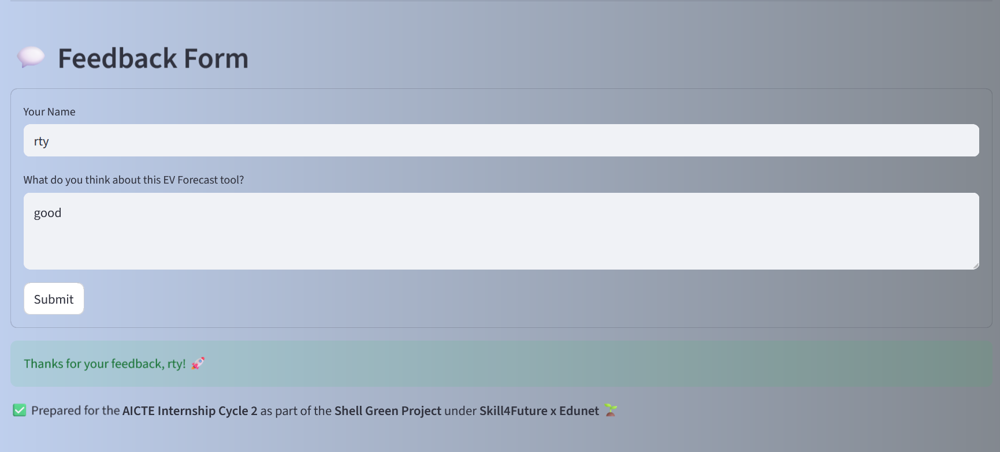 💬 Feedback Form
Your Name
rty
What do you think about this EV Forecast tool?
good
Submit
Thanks for your feedback, rty! 🚀
✅ Prepared for the AICTE Internship Cycle 2 as part of the Shell Green Project under Skill4Future x Edunet 🌱